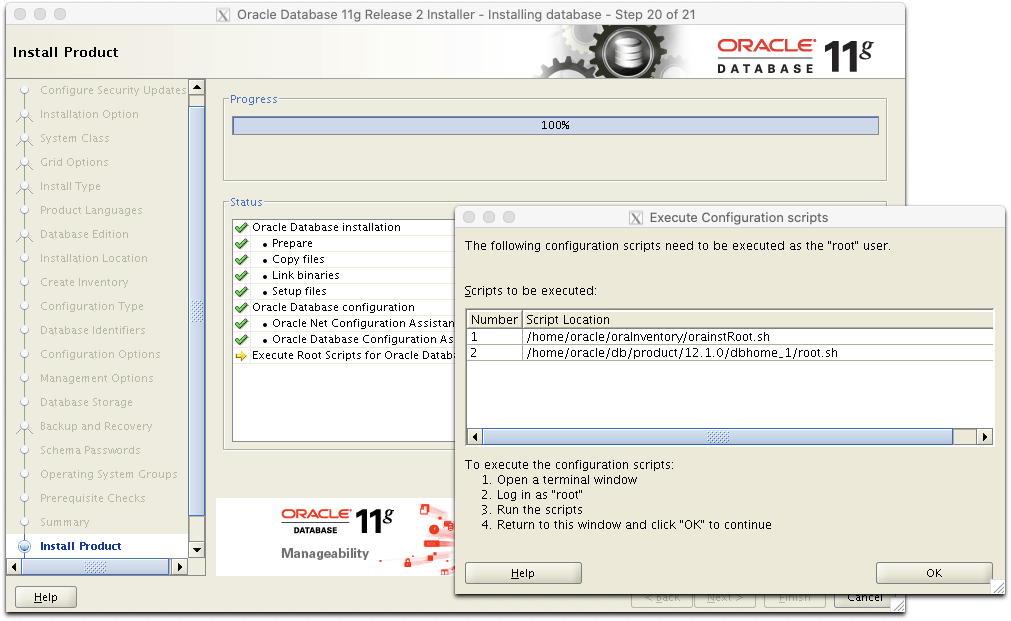 Oracle Database 11g Release 2 Installer - Installing database - Step 20 of 21
Install Product
ORACLE
DATABASE
11g
Configure Security Updates
Installation Option
System Class
Grid Options
Install Type
Product Languages
Database Edition
Installation Location
Create Inventory
Configuration Type
Database Identifiers
Configuration Options
Management Options
Database Storage
Backup and Recovery
Schema Passwords
Operating System Groups
Prerequisite Checks
Summary
Install Product
Help
Progress
100%
Status
Oracle Database installation
• Prepare
• Copy files
• Link binaries
• Setup files
Oracle Database configuration
• Oracle Net Configuration Assistan
• Oracle Database Configuration As
Execute Root Scripts for Oracle Datab
ORACLE
DATABASE
11g
Manageability
< Back
Next >
Finish
Cancel
Execute Configuration scripts
The following configuration scripts need to be executed as the "root" user.
Scripts to be executed:
Number Script Location
1 /home/oracle/oraInventory/orainstRoot.sh
2 /home/oracle/db/product/12.1.0/dbhome_1/root.sh
To execute the configuration scripts:
1. Open a terminal window
2. Log in as "root"
3. Run the scripts
4. Return to this window and click "OK" to continue
Help
OK